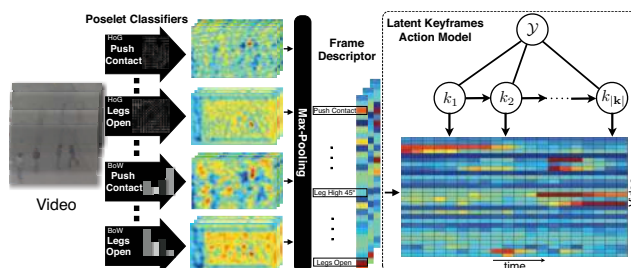 Poselet Classifiers
HoG
Push
Contact
HoG
Legs
Open
BoW
Push
Contact
BoW
Legs
Open
Video
Max-Pooling
Frame
Descriptor
Push Contact
Leg High 45°
Legs Open
Latent Keyframes
Action Model
𝒴
k₁
k₂
k|𝐤|
time